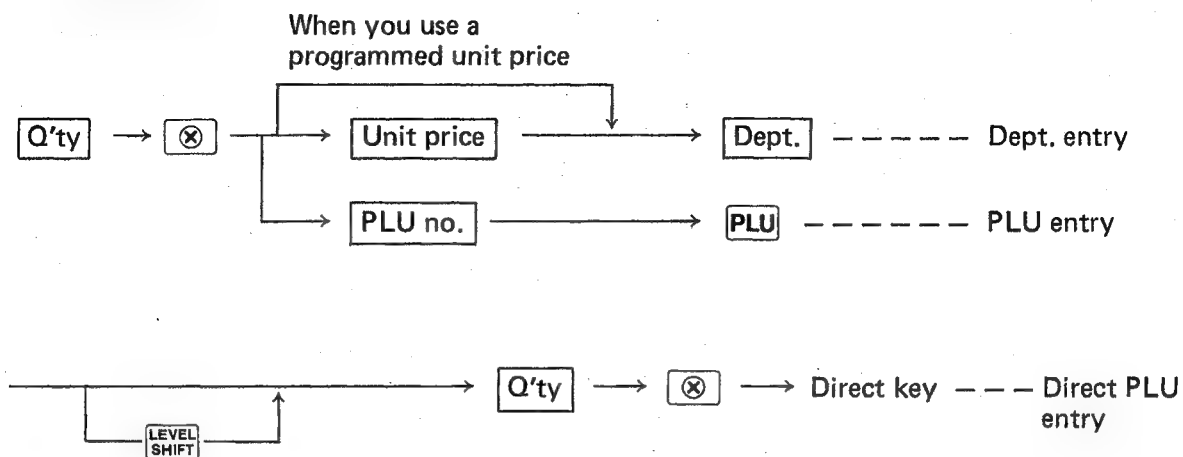 When you use a
programmed unit price
Q'ty ⊗ Unit price Dept. Dept. entry
PLU no. PLU PLU entry
Q'ty ⊗ Direct key Direct PLU
entry
LEVEL
SHIFT